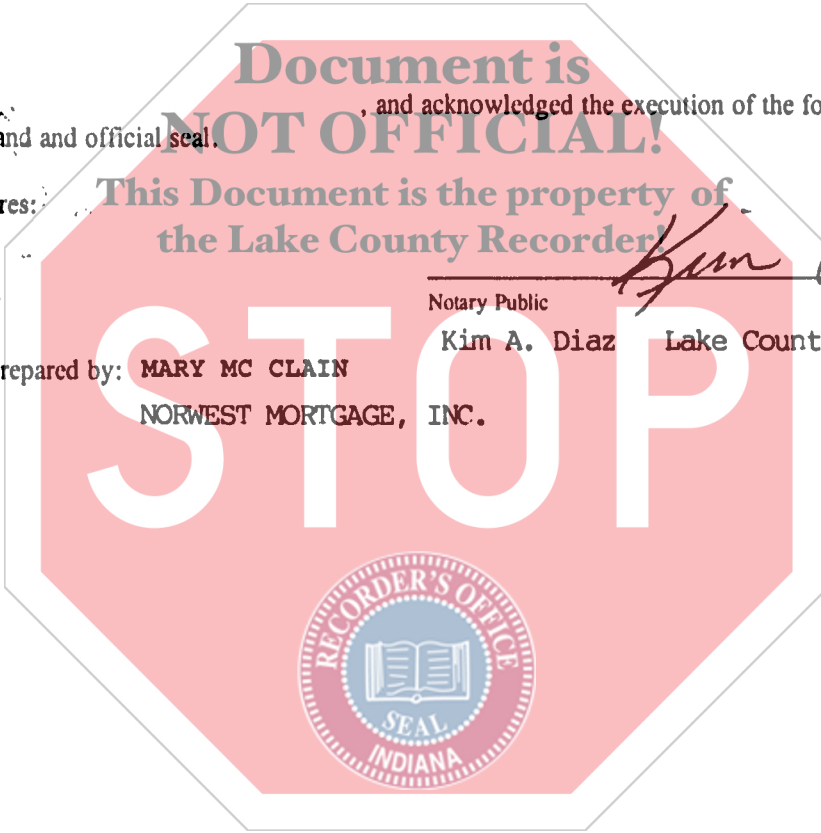 Document is
, and acknowledged the execution of the fo
and and official seal.
NOT OFFICIAL!
res:
This Document is the property of
the Lake County Recorder!
Kim
Notary Public
Kim A. Diaz Lake Count
repared by: MARY MC CLAIN
NORWEST MORTGAGE, INC.
STOP
RECORDER'S OFFICE
SEAL
INDIANA